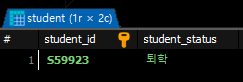 student (1r × 2c)
# student_id student_status
1 S59923 퇴학